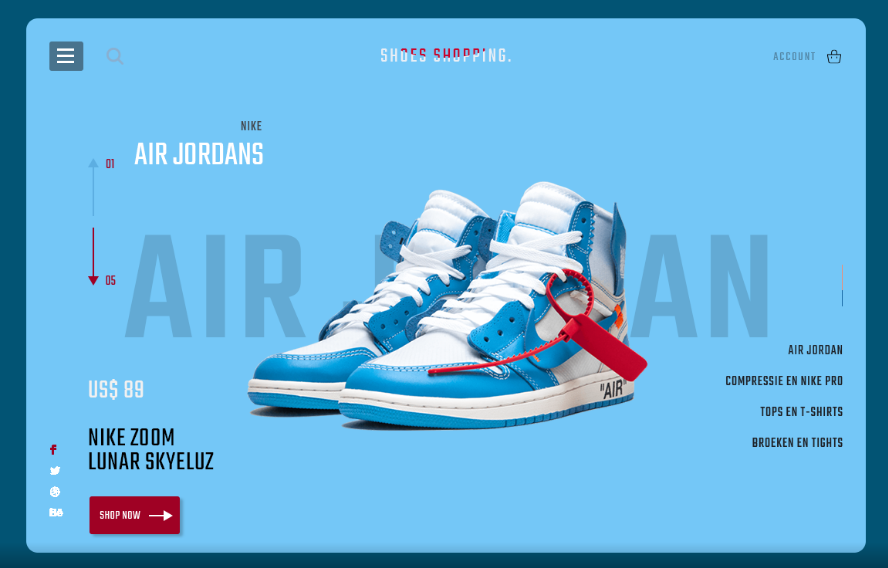 SHOES SHOPPING.
ACCOUNT
NIKE
AIR JORDANS
01
05
AIR J AN
US$ 89
NIKE ZOOM
LUNAR SKYELUZ
SHOP NOW
"AIR"
AIR JORDAN
COMPRESSIE EN NIKE PRO
TOPS EN T-SHIRTS
BROEKEN EN TIGHTS